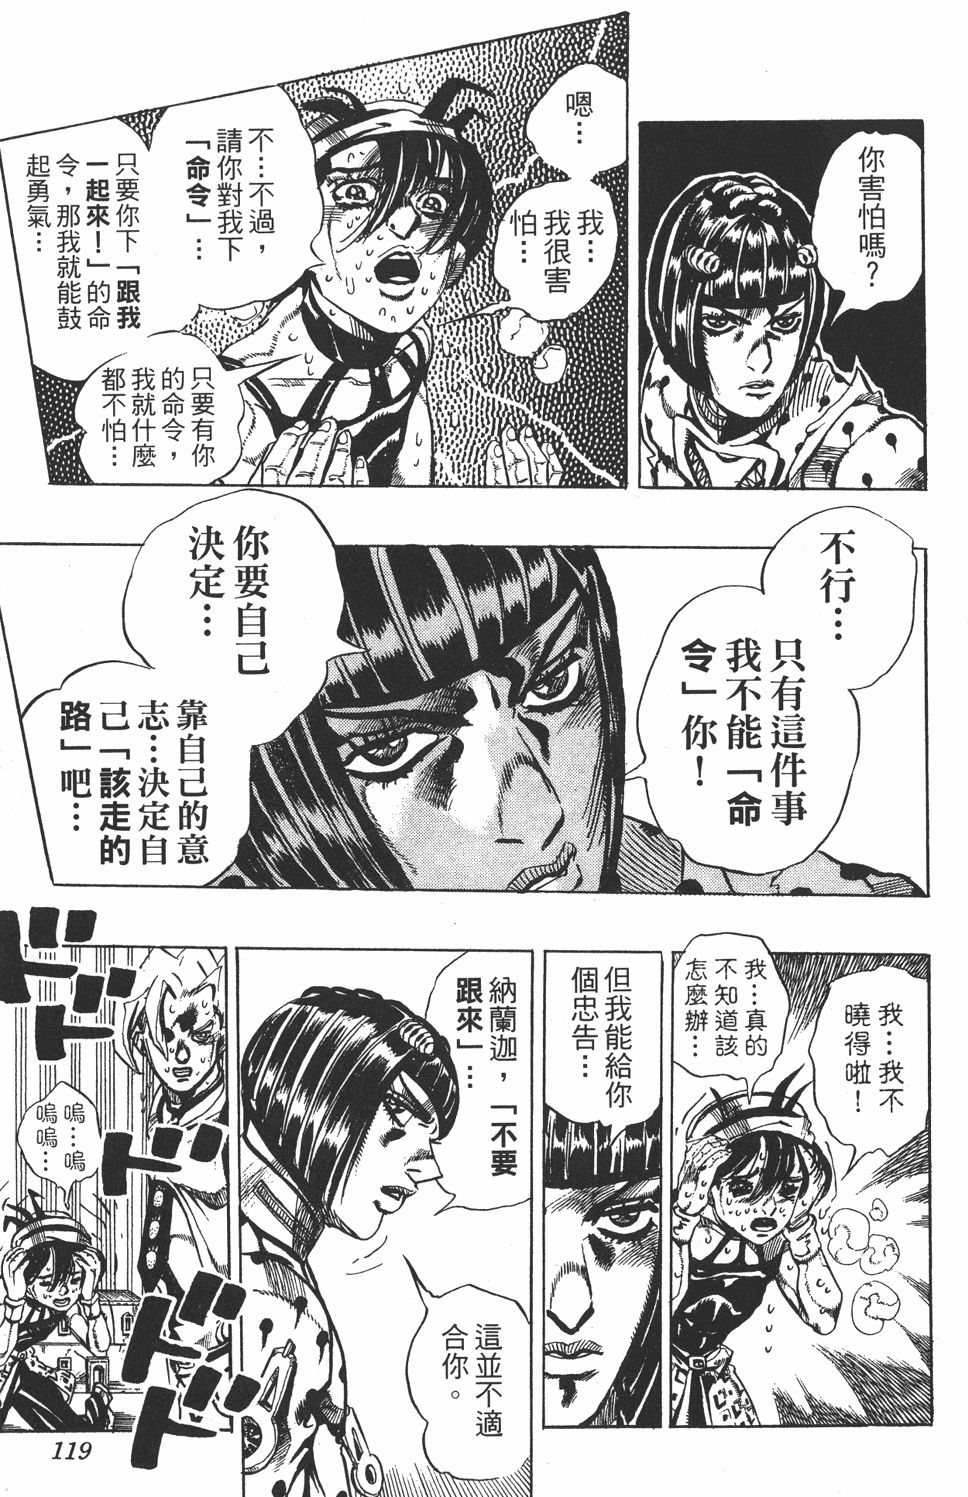 你害怕嗎？
嗯…
我…
我很害
怕…
不…不過，
請你對我下
「命令」…
只要你下「跟我
一起來！」的命
令，那我就能鼓
起勇氣…
只要有你
的命令，
我就什麼
都不怕…
不行…
只有這件事
我不能「命
令」你！
你要自己
決定…
靠自己的意
志…決定自
己「該走的
路」吧…
我…我不
曉得啦！
我…真的
不知道該
怎麼辦…
但我能給你
個忠告…
納蘭迦，「不要
跟來」…
這並不適
合你。
嗚…嗚
嗚嗚…
ドドド
ドドド
119